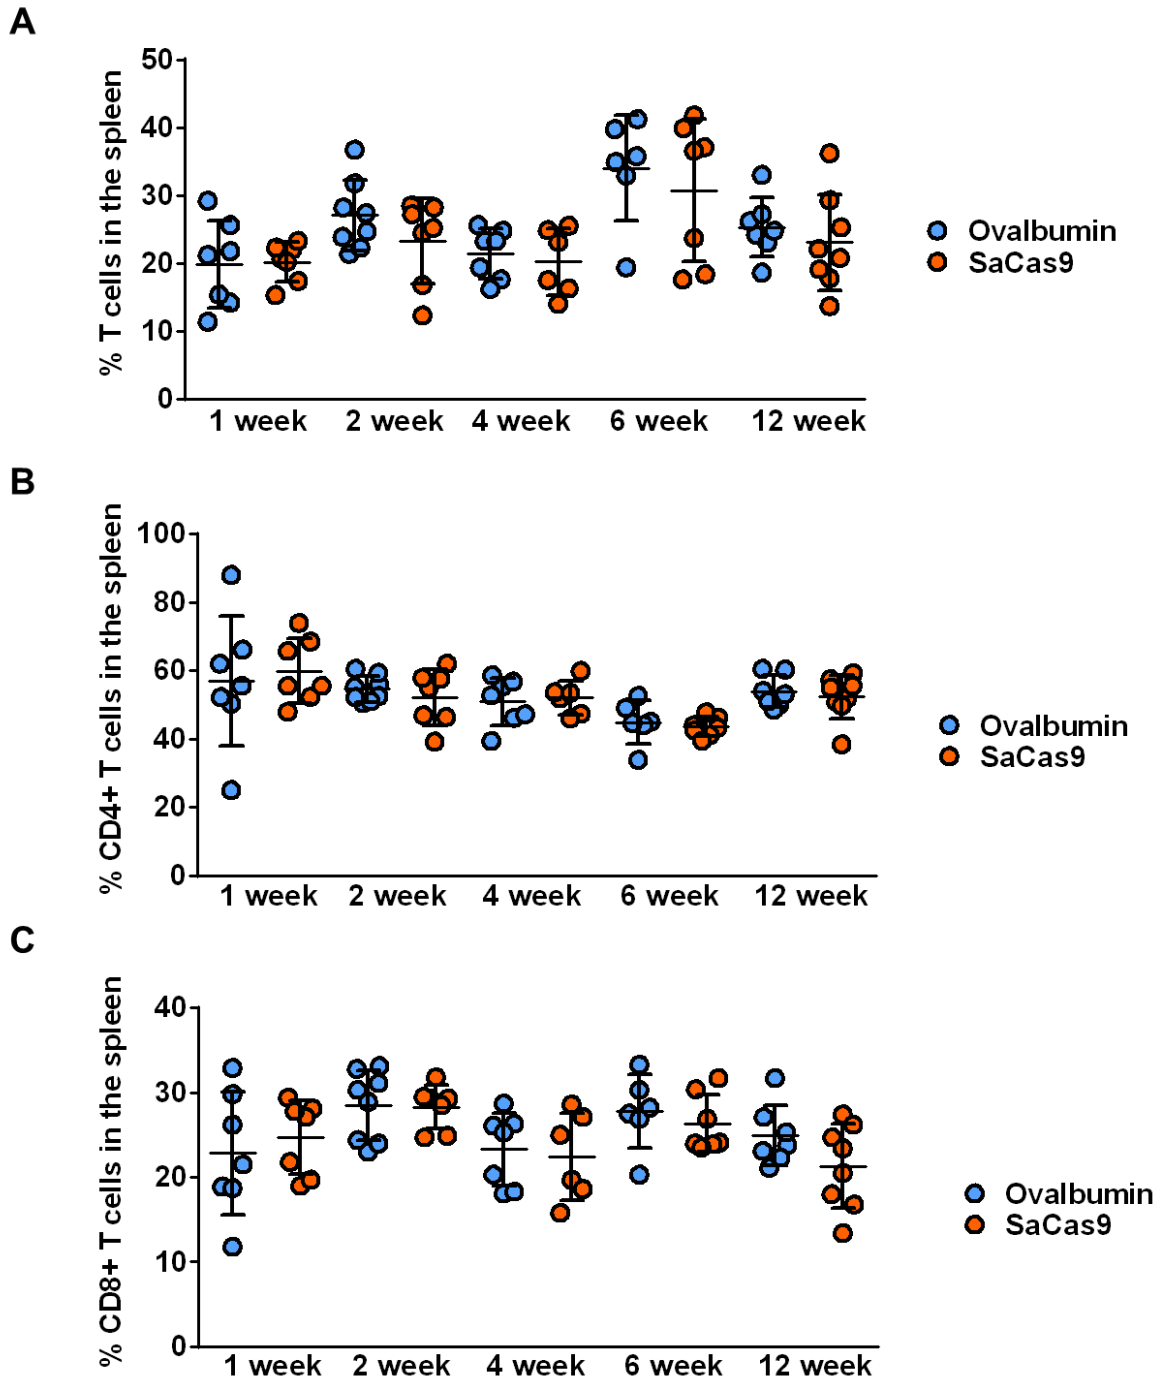 A
% T cells in the spleen
50
40
30
20
10
0
1 week 2 week 4 week 6 week 12 week
Ovalbumin
SaCas9
B
% CD4+ T cells in the spleen
100
80
60
40
20
0
1 week 2 week 4 week 6 week 12 week
Ovalbumin
SaCas9
C
% CD8+ T cells in the spleen
40
30
20
10
0
1 week 2 week 4 week 6 week 12 week
Ovalbumin
SaCas9